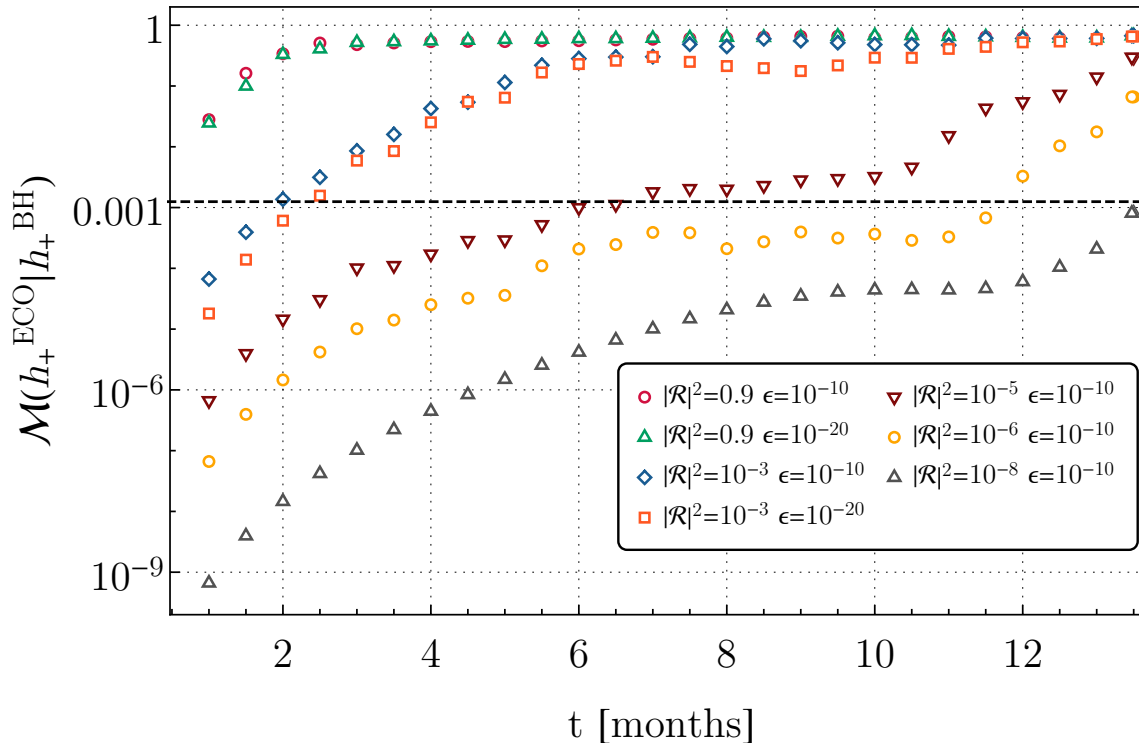 1
0.001
10⁻⁶
10⁻⁹
𝓜(h₊ᴱᶜᴼ|h₊ᴮᴴ)
|𝓡|²=0.9 ϵ=10⁻¹⁰
|𝓡|²=0.9 ϵ=10⁻²⁰
|𝓡|²=10⁻³ ϵ=10⁻¹⁰
|𝓡|²=10⁻³ ϵ=10⁻²⁰
|𝓡|²=10⁻⁵ ϵ=10⁻¹⁰
|𝓡|²=10⁻⁶ ϵ=10⁻¹⁰
|𝓡|²=10⁻⁸ ϵ=10⁻¹⁰
2 4 6 8 10 12
t [months]